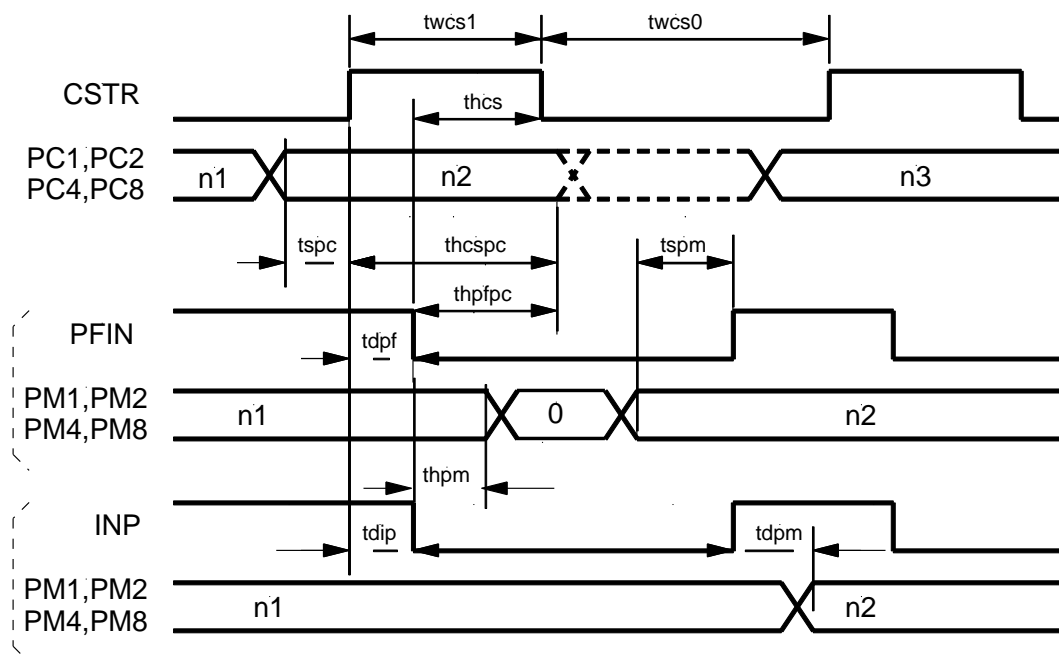 twcs1 twcs0
CSTR
thcs
PC1,PC2
PC4,PC8
n1 n2 n3
tspc thcspc tspm
thpfpc
PFIN
tdpf
PM1,PM2
PM4,PM8
n1 0 n2
thpm
INP
tdip tdpm
PM1,PM2
PM4,PM8
n1 n2